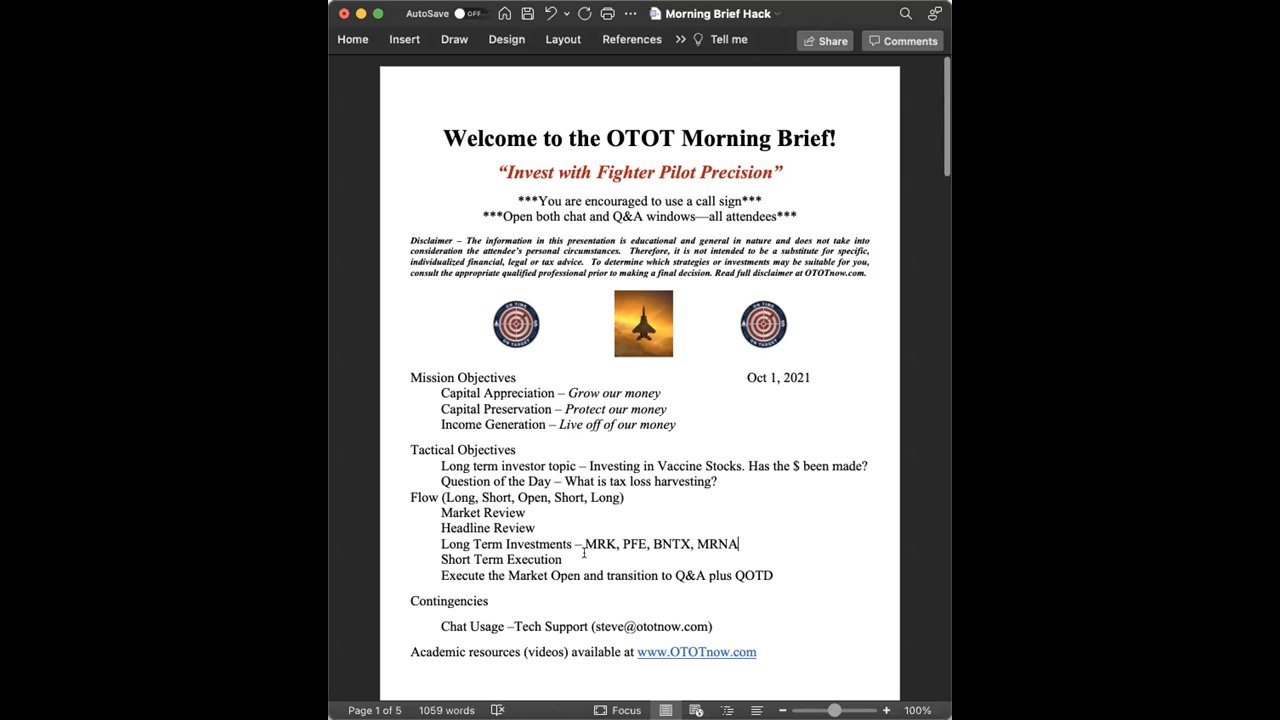 AutoSave OFF Morning Brief Hack
Home Insert Draw Design Layout References Tell me Share Comments
Welcome to the OTOT Morning Brief!
“Invest with Fighter Pilot Precision”
***You are encouraged to use a call sign***
***Open both chat and Q&A windows—all attendees***
Disclaimer – The information in this presentation is educational and general in nature and does not take into
consideration the attendee's personal circumstances. Therefore, it is not intended to be a substitute for specific,
individualized financial, legal or tax advice. To determine which strategies or investments may be suitable for you,
consult the appropriate qualified professional prior to making a final decision. Read full disclaimer at OTOTnow.com.
ON TIME
A S
ON TARGET
ON TIME
A S
ON TARGET
Mission Objectives Oct 1, 2021
Capital Appreciation – Grow our money
Capital Preservation – Protect our money
Income Generation – Live off of our money
Tactical Objectives
Long term investor topic – Investing in Vaccine Stocks. Has the $ been made?
Question of the Day – What is tax loss harvesting?
Flow (Long, Short, Open, Short, Long)
Market Review
Headline Review
Long Term Investments – MRK, PFE, BNTX, MRNA
Short Term Execution
Execute the Market Open and transition to Q&A plus QOTD
Contingencies
Chat Usage –Tech Support (steve@ototnow.com)
Academic resources (videos) available at www.OTOTnow.com
Page 1 of 5 1059 words Focus 100%